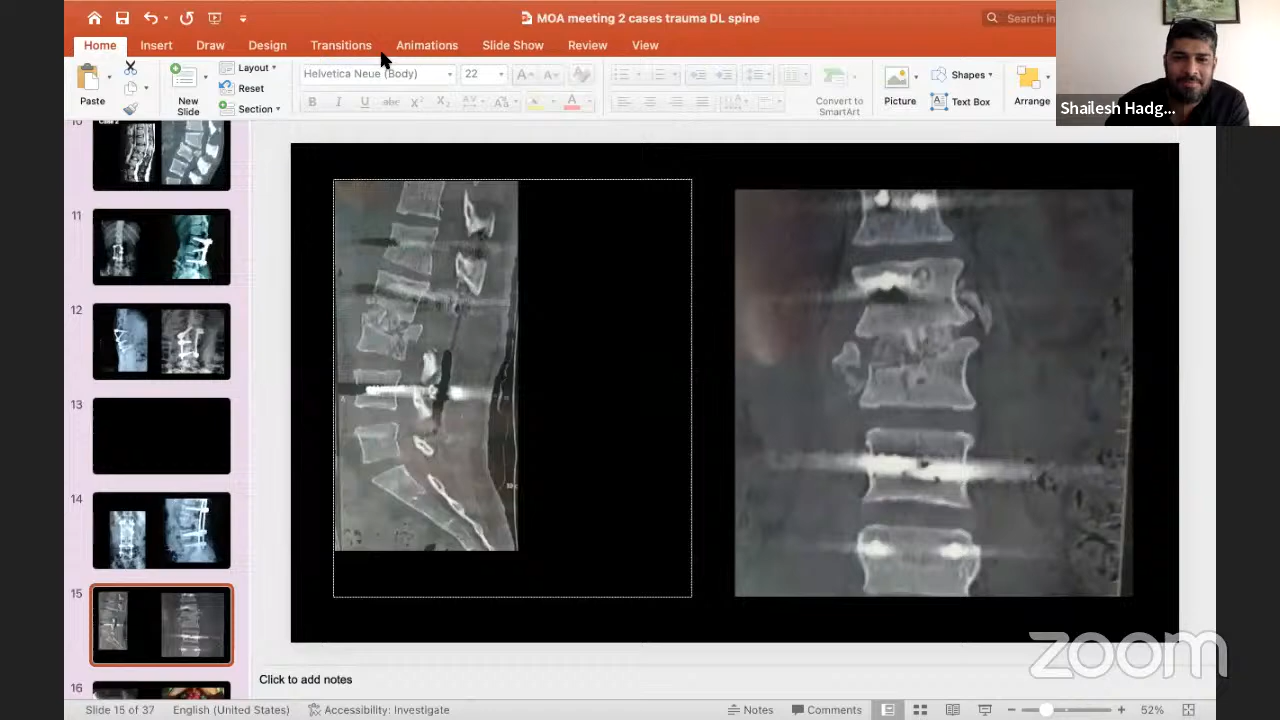 MOA meeting 2 cases trauma DL spine
Search in
Home Insert Draw Design Transitions Animations Slide Show Review View
Shailesh Hadg...
Paste
New
Slide
Layout
Reset
Section
Helvetica Neue (Body) 22
Convert to
SmartArt
Picture
Shapes
Text Box
Arrange
11
12
13
14
15
16
Click to add notes
zoom
Slide 15 of 37 English (United States) Accessibility: Investigate Notes Comments 52%